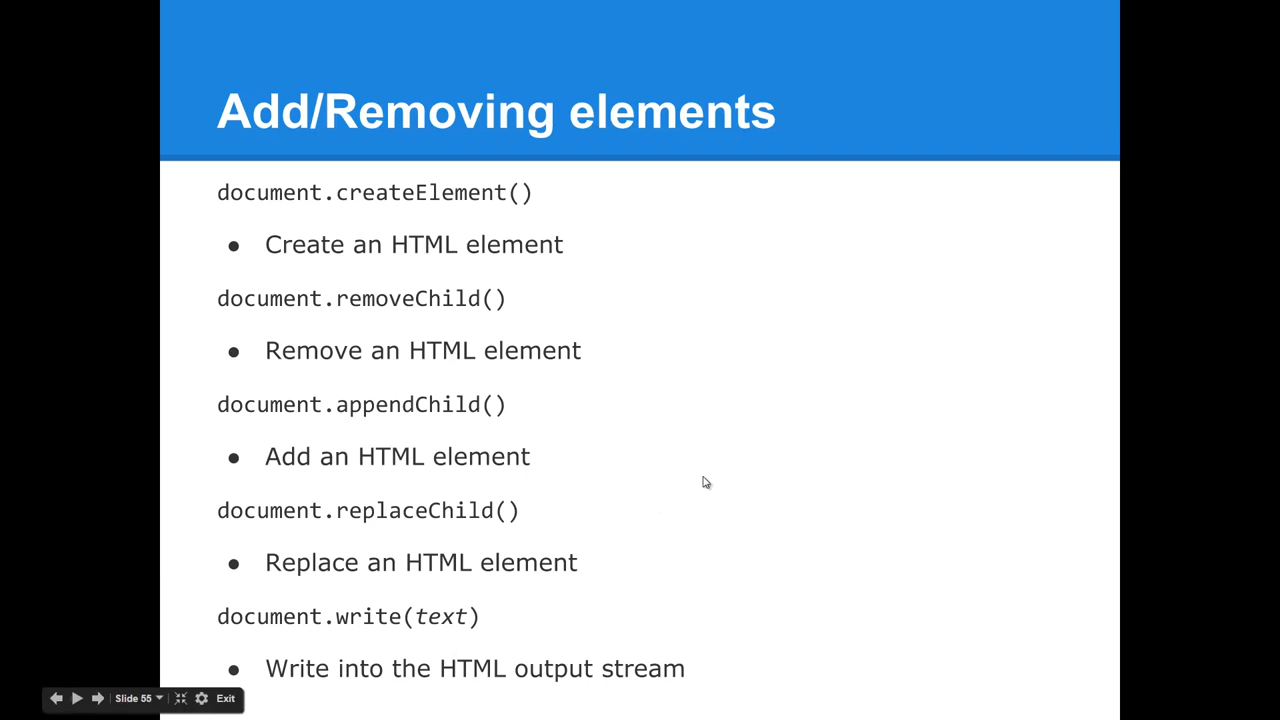 Add/Removing elements
document.createElement()
● Create an HTML element
document.removeChild()
● Remove an HTML element
document.appendChild()
● Add an HTML element
document.replaceChild()
● Replace an HTML element
document.write(text)
● Write into the HTML output stream
Slide 55 Exit